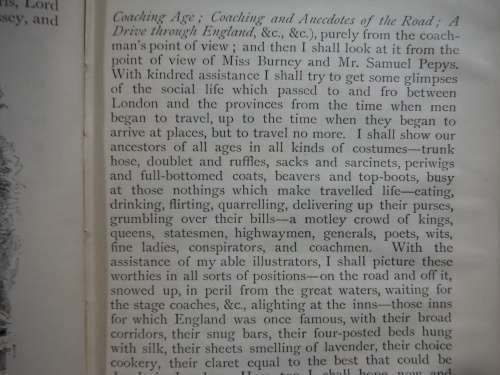 Lord
sey, and
Coaching Age; Coaching and Anecdotes of the Road; A
Drive through England, &c., &c.), purely from the coach-
man's point of view; and then I shall look at it from the
point of view of Miss Burney and Mr. Samuel Pepys.
With kindred assistance I shall try to get some glimpses
of the social life which passed to and fro between
London and the provinces from the time when men
began to travel, up to the time when they began to
arrive at places, but to travel no more. I shall show our
ancestors of all ages in all kinds of costumes—trunk
hose, doublet and ruffles, sacks and sarcinets, periwigs
and full-bottomed coats, beavers and top-boots, busy
at those nothings which make travelled life—eating,
drinking, flirting, quarrelling, delivering up their purses,
grumbling over their bills—a motley crowd of kings,
queens, statesmen, highwaymen, generals, poets, wits,
fine ladies, conspirators, and coachmen. With the
assistance of my able illustrators, I shall picture these
worthies in all sorts of positions—on the road and off it,
snowed up, in peril from the great waters, waiting for
the stage coaches, &c., alighting at the inns—those inns
for which England was once famous, with their broad
corridors, their snug bars, their four-posted beds hung
with silk, their sheets smelling of lavender, their choice
cookery, their claret equal to the best that could be